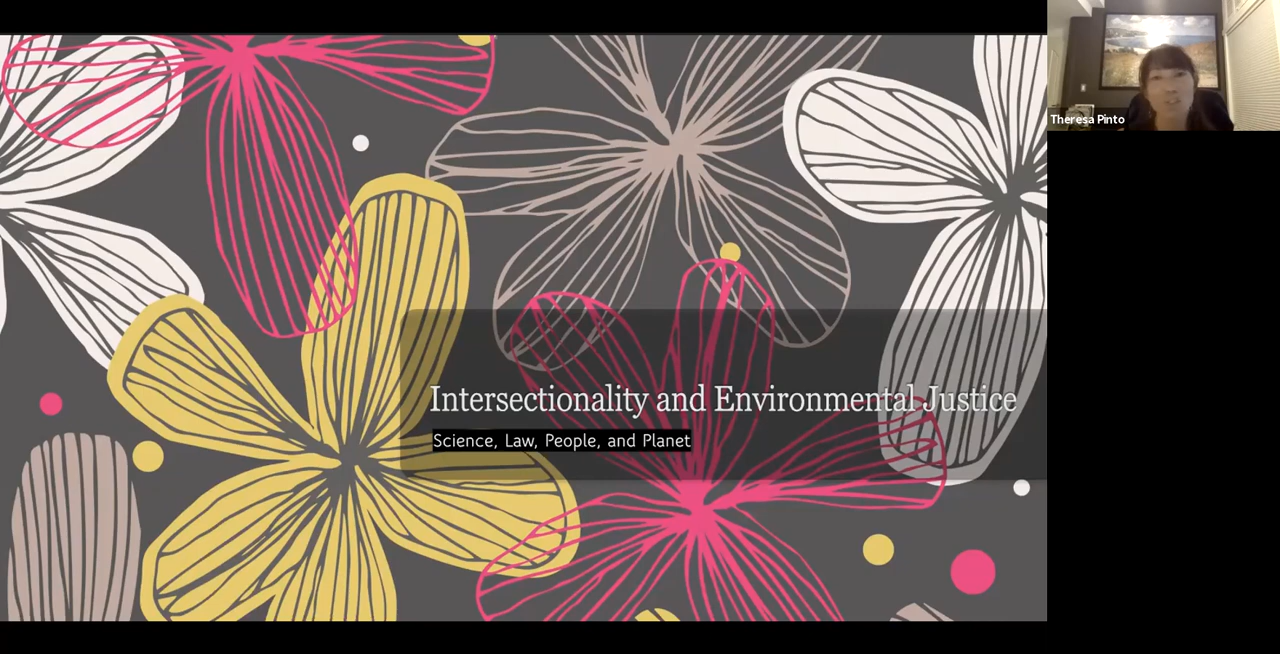 Theresa Pinto
Intersectionality and Environmental Justice
Science, Law, People, and Planet